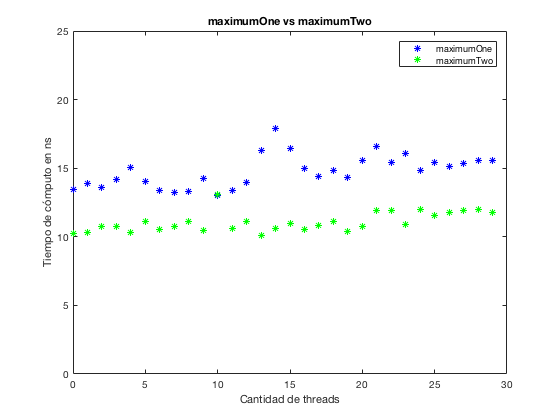 maximumOne vs maximumTwo
maximumOne
maximumTwo
Tiempo de cómputo en ns
25
20
15
10
5
0
0 5 10 15 20 25 30
Cantidad de threads